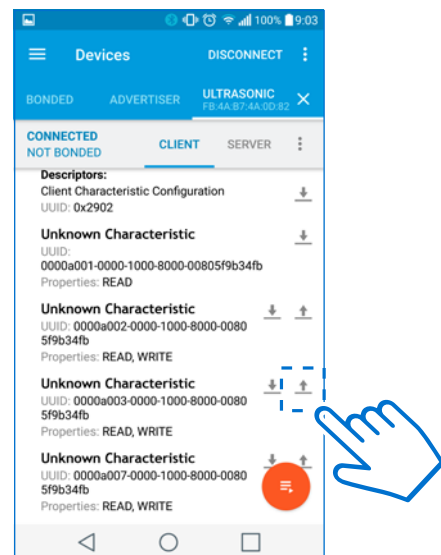 100% 9:03
Devices DISCONNECT
BONDED ADVERTISER ULTRASONIC
FB:4A:B7:4A:0D:82
CONNECTED
NOT BONDED CLIENT SERVER
Descriptors:
Client Characteristic Configuration
UUID: 0x2902
Unknown Characteristic
UUID:
0000a001-0000-1000-8000-00805f9b34fb
Properties: READ
Unknown Characteristic
UUID: 0000a002-0000-1000-8000-0080
5f9b34fb
Properties: READ, WRITE
Unknown Characteristic
UUID: 0000a003-0000-1000-8000-0080
5f9b34fb
Properties: READ, WRITE
Unknown Characteristic
UUID: 0000a007-0000-1000-8000-0080
5f9b34fb
Properties: READ, WRITE